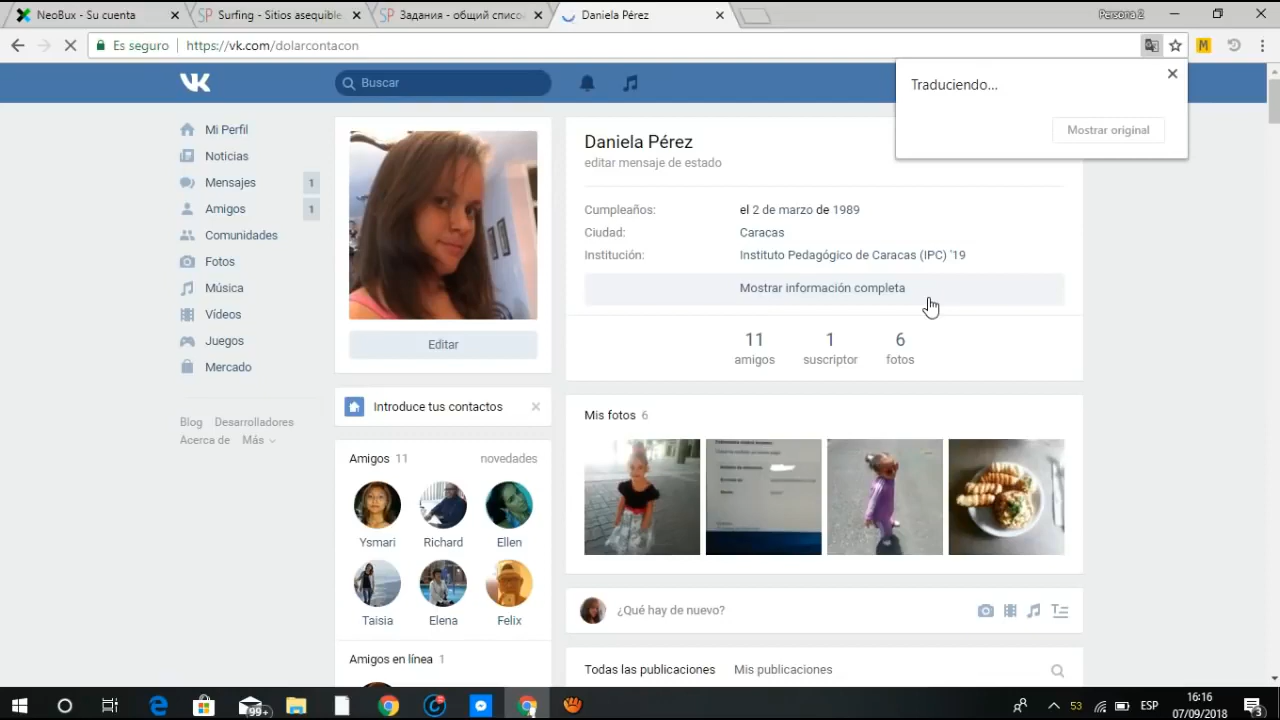 NeoBux - Su cuenta
Surfing - Sitios asequible
Задания - общий списо
Daniela Pérez
Persona 2
Es seguro
https://vk.com/dolarcontacon
M
Traduciendo...
Mostrar original
Buscar
Mi Perfil
Noticias
Mensajes 1
Amigos 1
Comunidades
Fotos
Música
Vídeos
Juegos
Mercado
Blog Desarrolladores
Acerca de Más
Editar
Introduce tus contactos
Amigos 11 novedades
Ysmari Richard Ellen
Taisia Elena Felix
Amigos en línea 1
Daniela Pérez
editar mensaje de estado
Cumpleaños: el 2 de marzo de 1989
Ciudad: Caracas
Institución: Instituto Pedagógico de Caracas (IPC) '19
Mostrar información completa
11 1 6
amigos suscriptor fotos
Mis fotos 6
¿Qué hay de nuevo?
Todas las publicaciones Mis publicaciones
99+
53
ESP
16:16
07/09/2018
3